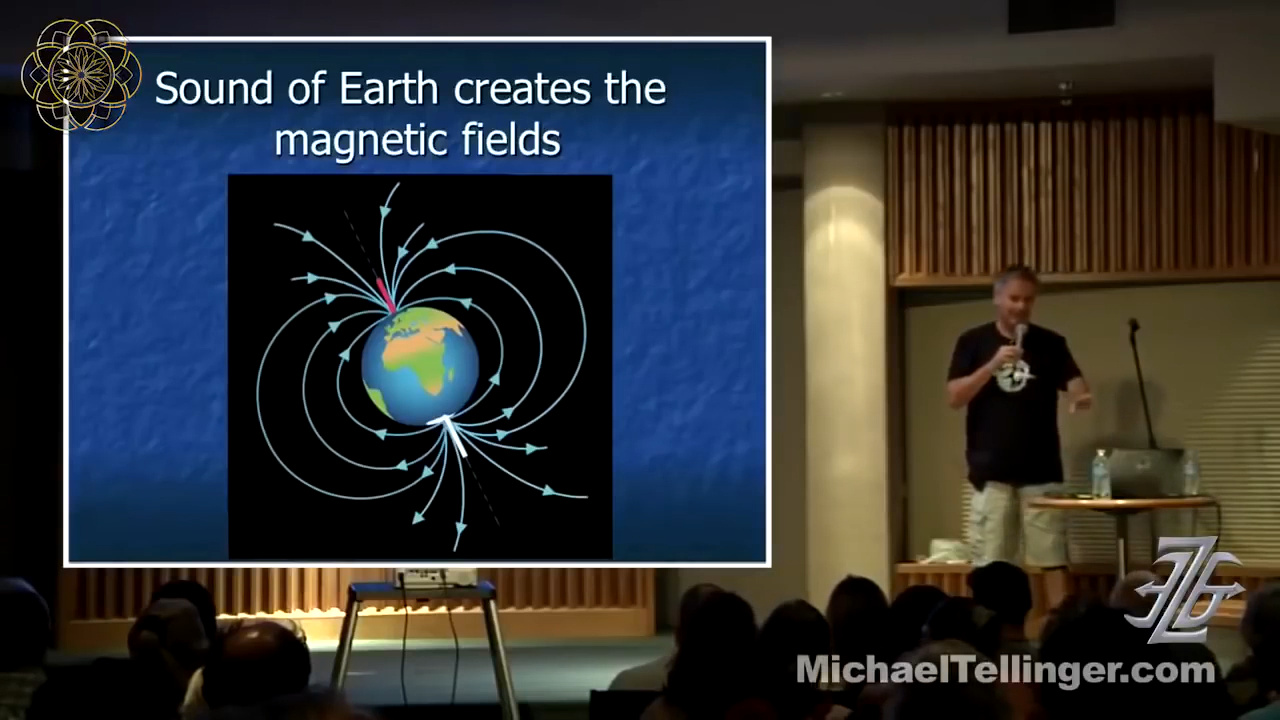 Sound of Earth creates the
magnetic fields
MichaelTellinger.com